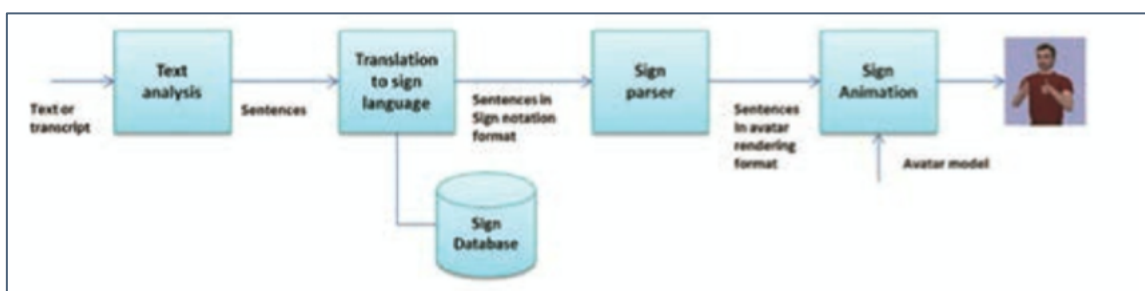 Text or
transcript
Text
analysis
Sentences
Translation
to sign
language
Sentences in
Sign notation
format
Sign
Database
Sign
parser
Sentences
in avatar
rendering
format
Sign
Animation
Avatar model